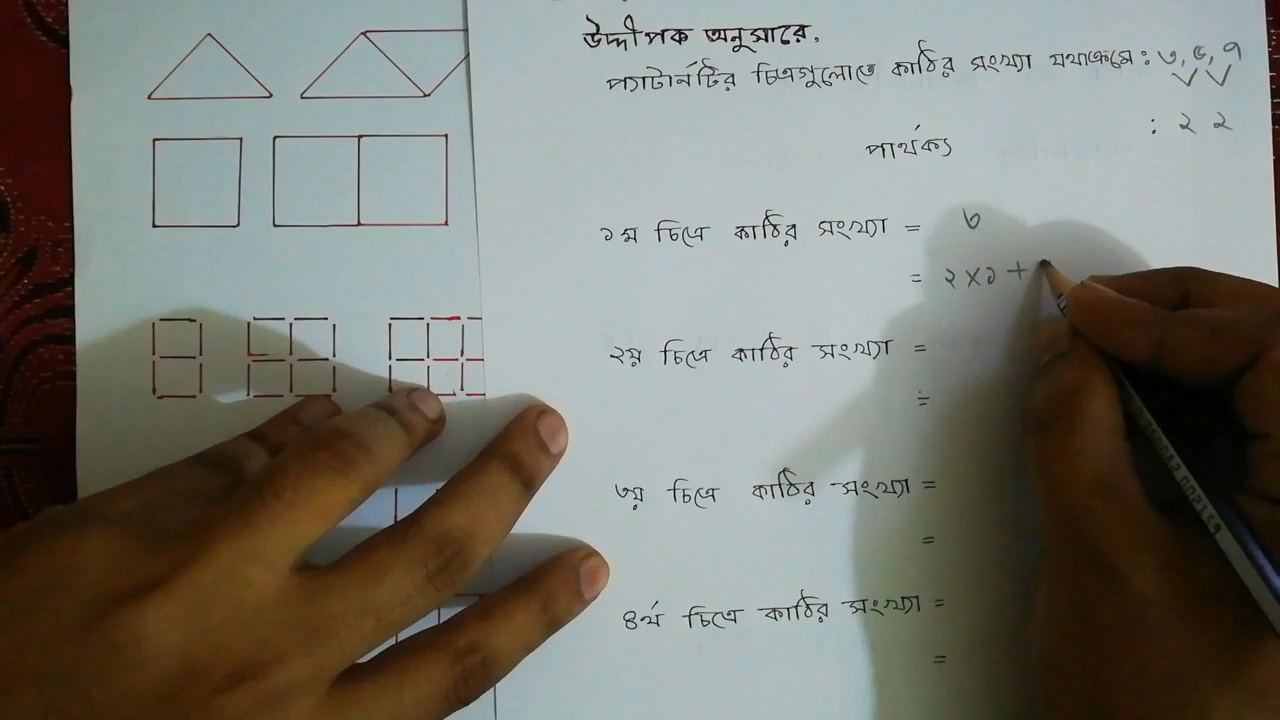 উদ্দীপক অনুসারে,
প্যাটার্নটির চিত্রগুলোতে কাঠির সংখ্যা যথাক্রমে : ৩, ৫, ৭
পার্থক্য : ২ ২
১ম চিত্রে কাঠির সংখ্যা = ৩
= ২×১+
২য় চিত্রে কাঠির সংখ্যা =
=
৩য় চিত্রে কাঠির সংখ্যা =
=
৪র্থ চিত্রে কাঠির সংখ্যা =
=